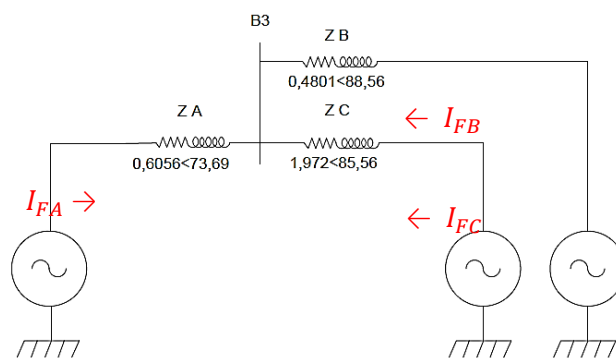 B3
Z B
0,4801<88,56
Z A
Z C
I_FB
0,6056<73,69
1,972<85,56
I_FA
I_FC